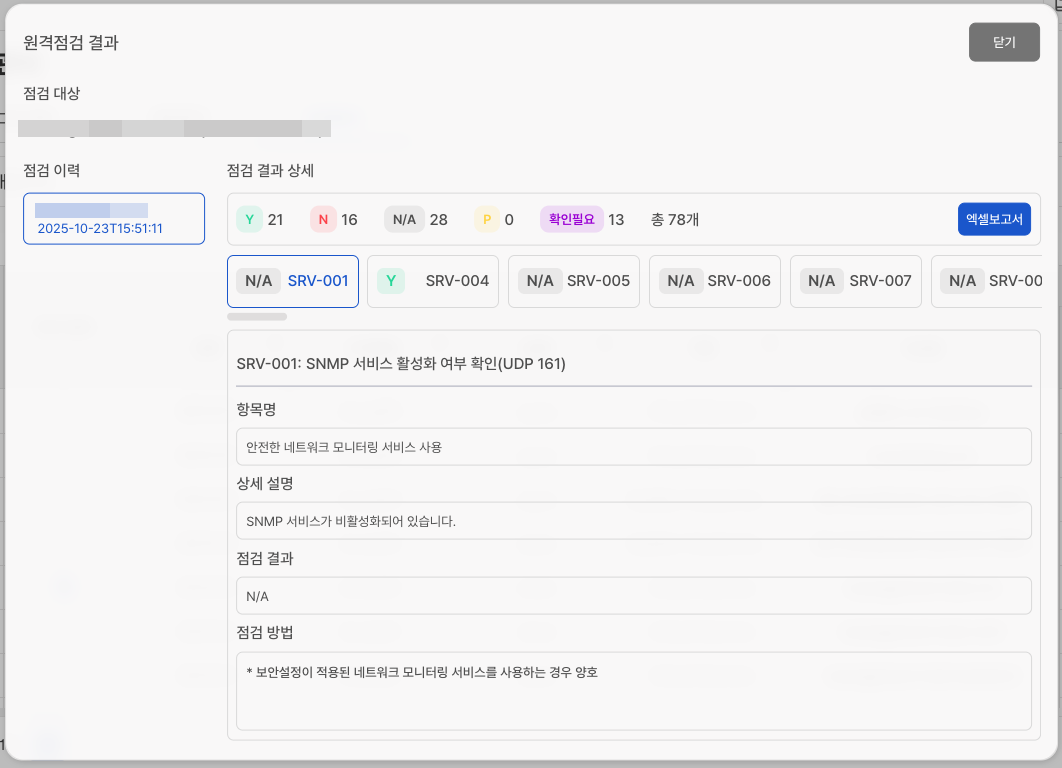 원격점검 결과
닫기
점검 대상
점검 이력
2025-10-23T15:51:11
점검 결과 상세
Y 21 N 16 N/A 28 P 0 확인필요 13 총 78개
엑셀보고서
N/A SRV-001 Y SRV-004 N/A SRV-005 N/A SRV-006 N/A SRV-007 N/A SRV-00
SRV-001: SNMP 서비스 활성화 여부 확인(UDP 161)
항목명
안전한 네트워크 모니터링 서비스 사용
상세 설명
SNMP 서비스가 비활성화되어 있습니다.
점검 결과
N/A
점검 방법
* 보안설정이 적용된 네트워크 모니터링 서비스를 사용하는 경우 양호